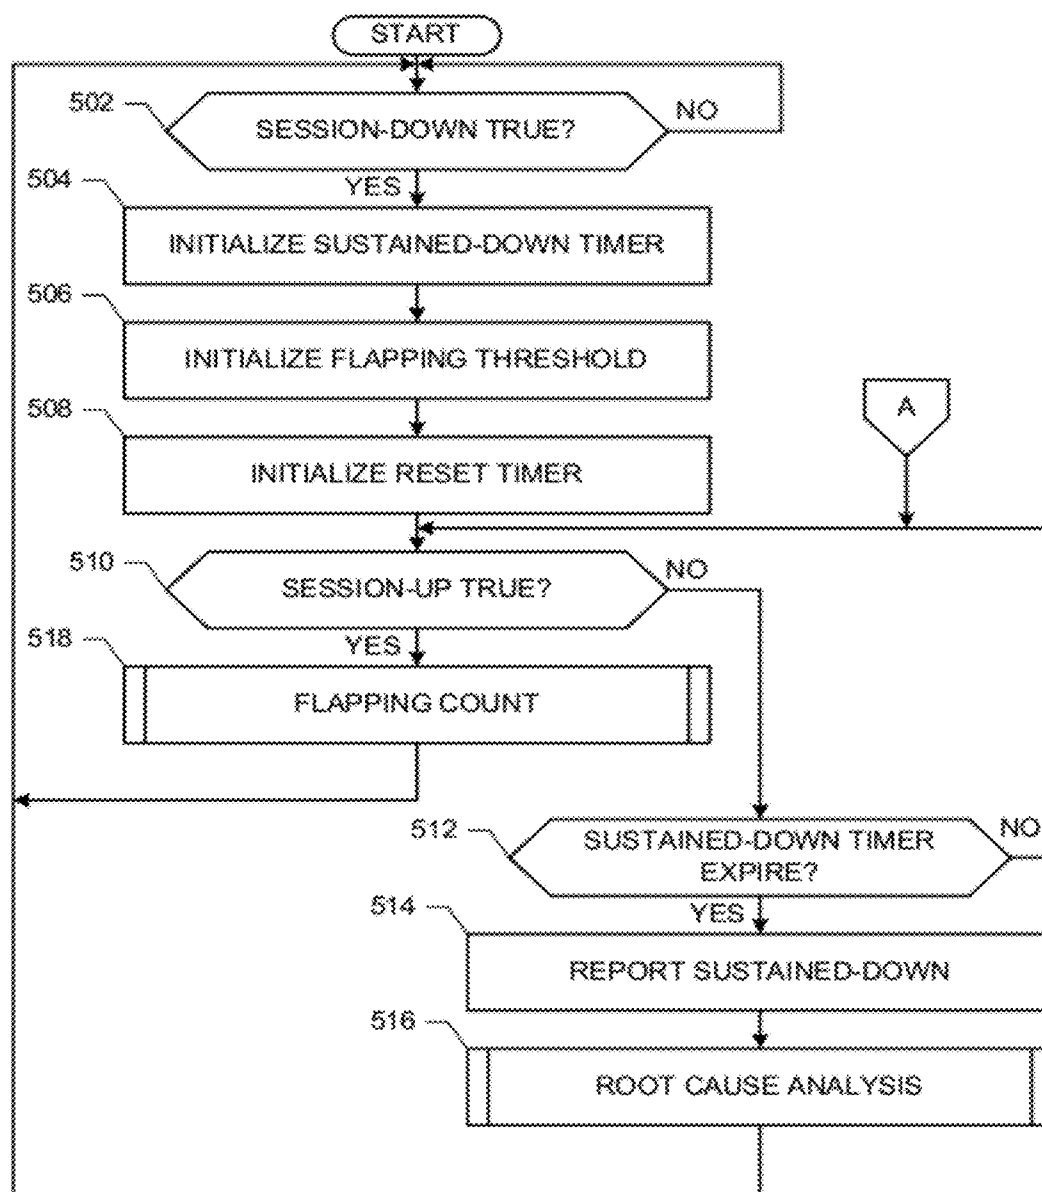 START
502
SESSION-DOWN TRUE?
NO
504
YES
INITIALIZE SUSTAINED-DOWN TIMER
506
INITIALIZE FLAPPING THRESHOLD
508
INITIALIZE RESET TIMER
A
510
SESSION-UP TRUE?
NO
518
YES
FLAPPING COUNT
512
SUSTAINED-DOWN TIMER
EXPIRE?
NO
514
YES
REPORT SUSTAINED-DOWN
516
ROOT CAUSE ANALYSIS